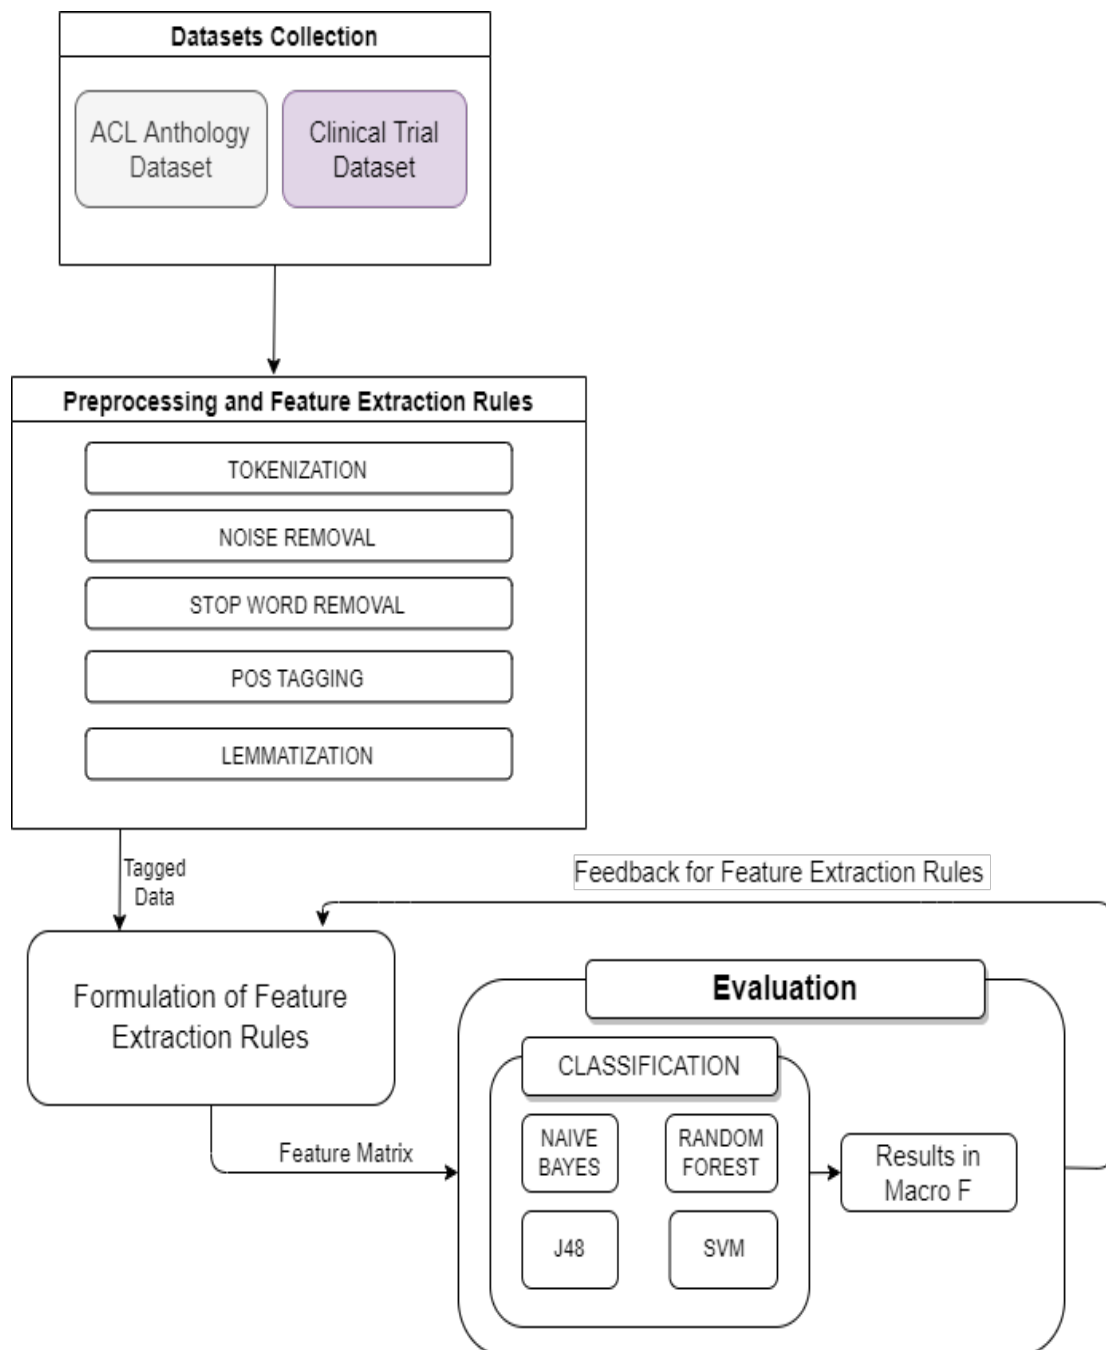 Datasets Collection
ACL Anthology
Dataset
Clinical Trial
Dataset
Preprocessing and Feature Extraction Rules
TOKENIZATION
NOISE REMOVAL
STOP WORD REMOVAL
POS TAGGING
LEMMATIZATION
Tagged
Data
Feedback for Feature Extraction Rules
Formulation of Feature
Extraction Rules
Feature Matrix
Evaluation
CLASSIFICATION
NAIVE
BAYES
RANDOM
FOREST
J48
SVM
Results in
Macro F